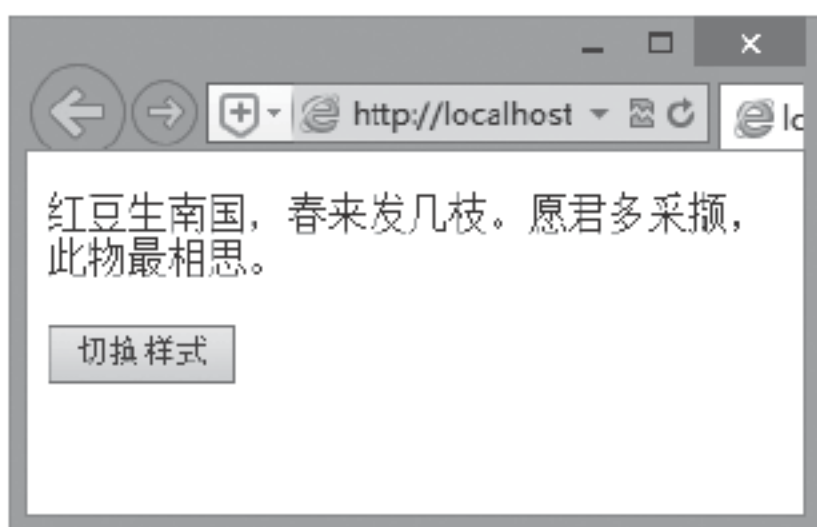 http://localhost
lc
红豆生南国，春来发几枝。愿君多采撷，
此物最相思。
切换样式